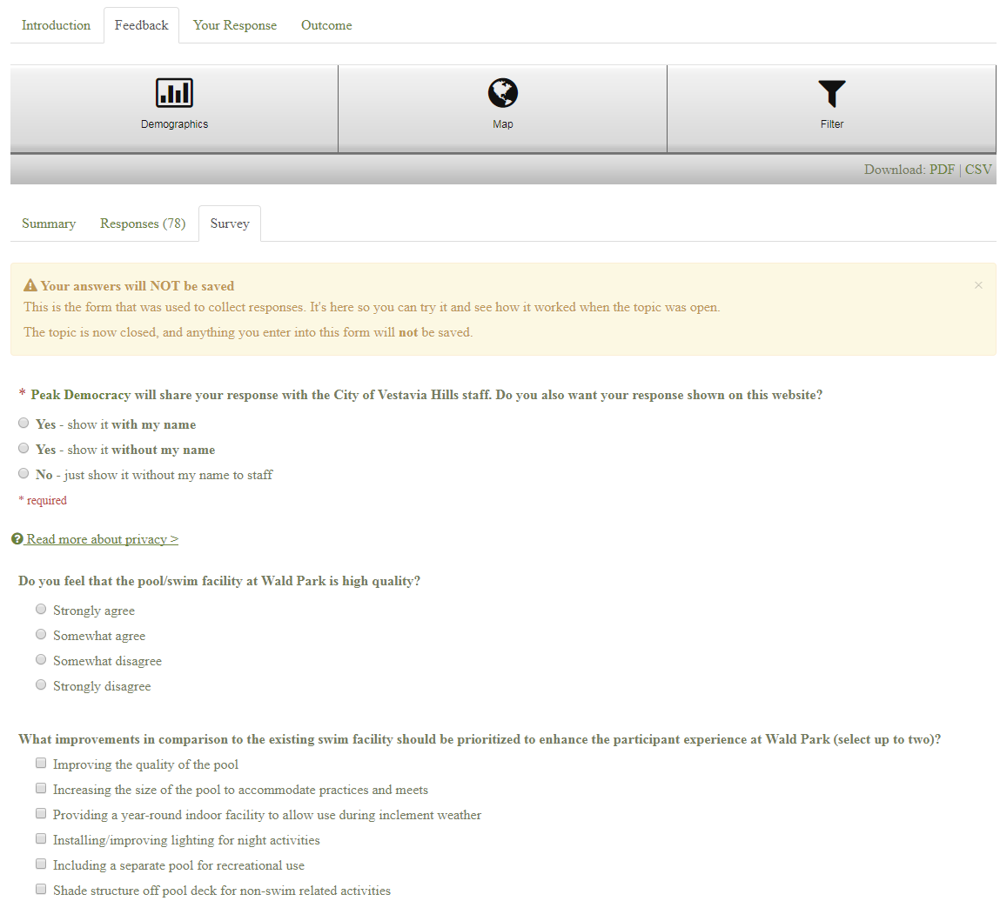 Introduction Feedback Your Response Outcome
Demographics Map Filter
Download: PDF | CSV
Summary Responses (78) Survey
Your answers will NOT be saved ×
This is the form that was used to collect responses. It's here so you can try it and see how it worked when the topic was open.
The topic is now closed, and anything you enter into this form will not be saved.
* Peak Democracy will share your response with the City of Vestavia Hills staff. Do you also want your response shown on this website?
Yes - show it with my name
Yes - show it without my name
No - just show it without my name to staff
* required
Read more about privacy >
Do you feel that the pool/swim facility at Wald Park is high quality?
Strongly agree
Somewhat agree
Somewhat disagree
Strongly disagree
What improvements in comparison to the existing swim facility should be prioritized to enhance the participant experience at Wald Park (select up to two)?
Improving the quality of the pool
Increasing the size of the pool to accommodate practices and meets
Providing a year-round indoor facility to allow use during inclement weather
Installing/improving lighting for night activities
Including a separate pool for recreational use
Shade structure off pool deck for non-swim related activities